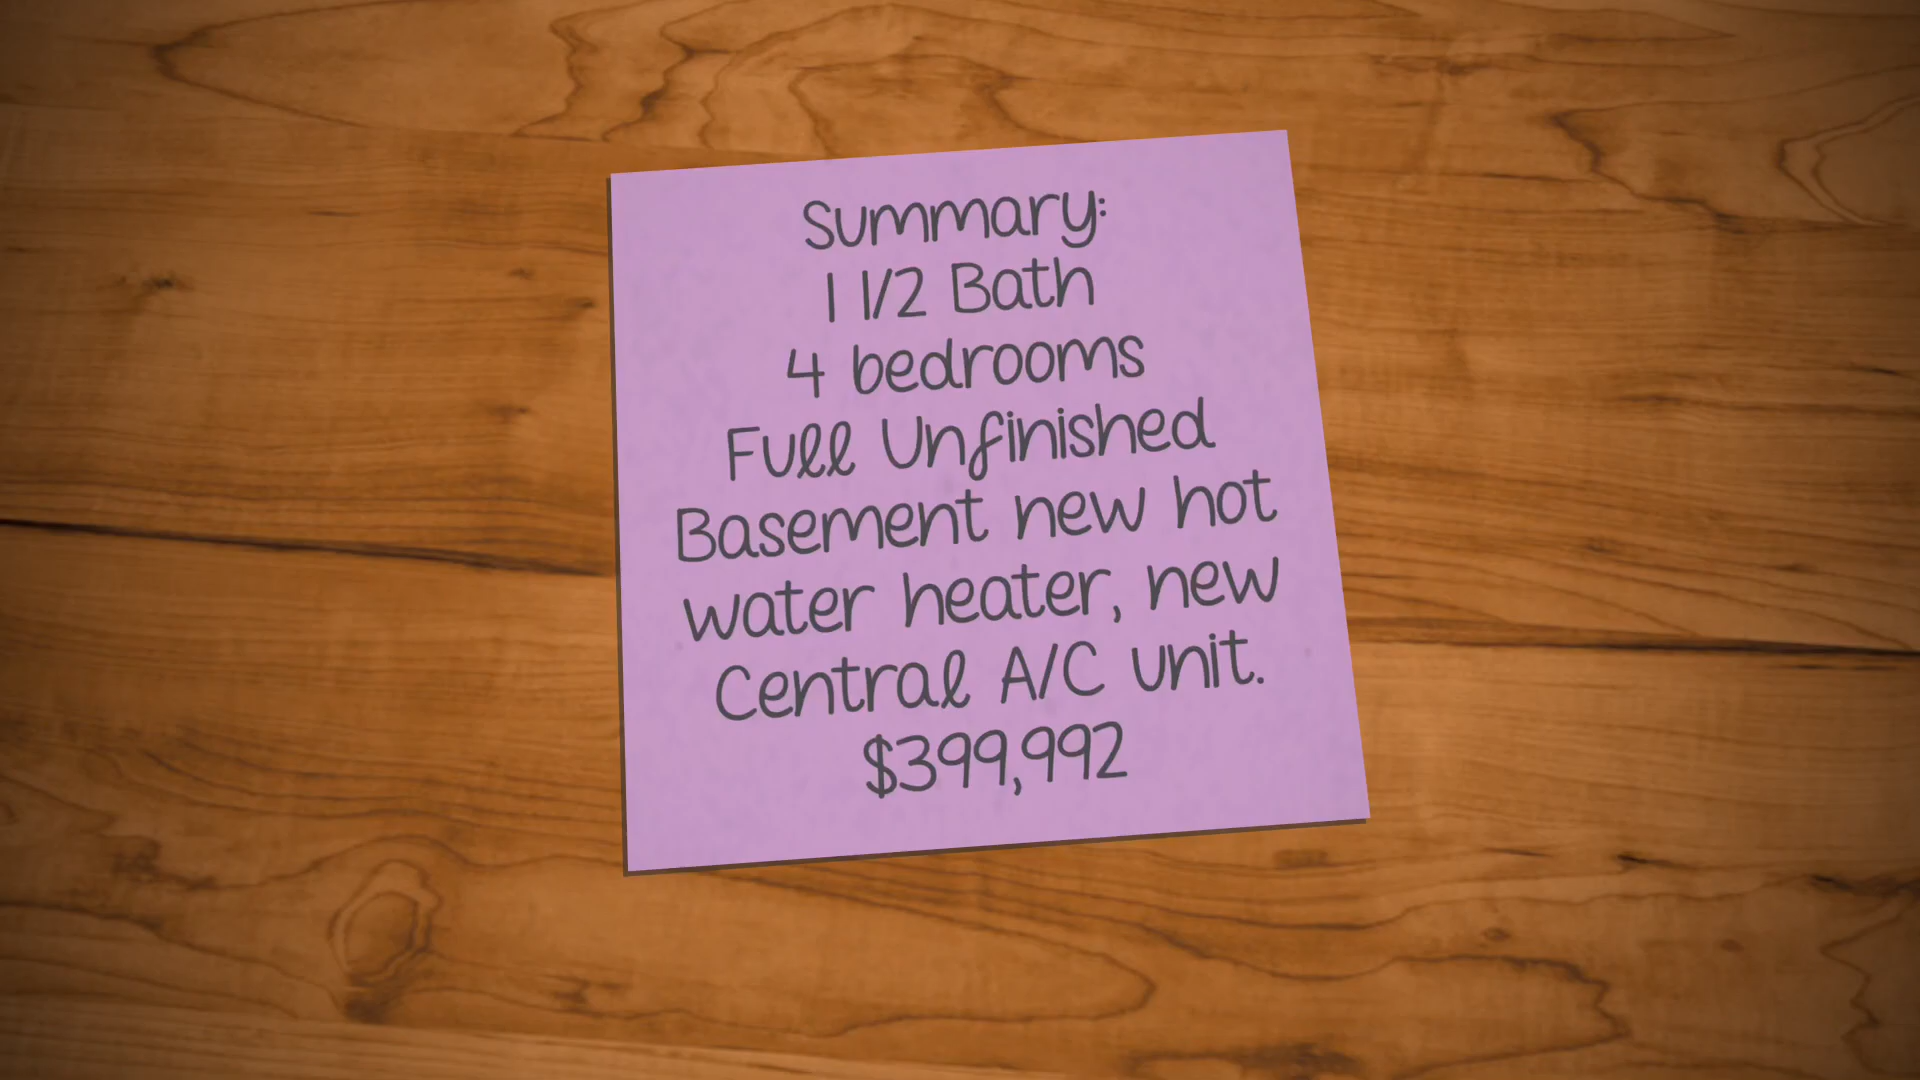 Summary:
1 1/2 Bath
4 bedrooms
Full Unfinished
Basement new hot
water heater, new
Central A/C unit.
$399,992